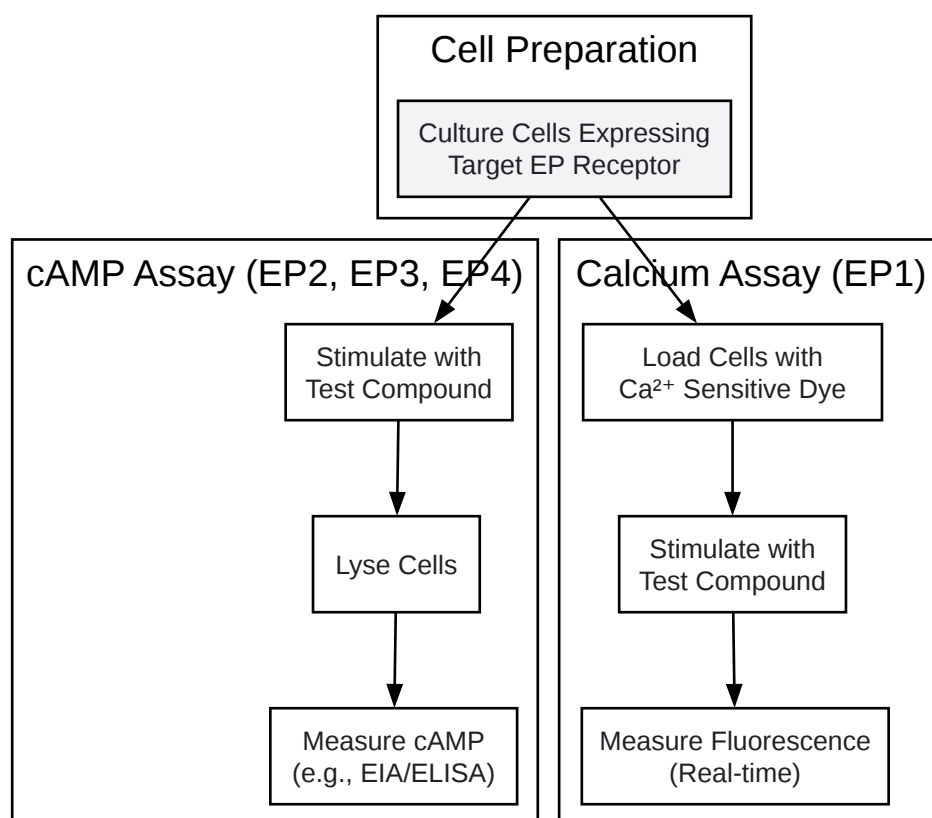 Cell Preparation
Culture Cells Expressing
Target EP Receptor
cAMP Assay (EP2, EP3, EP4)
Stimulate with
Test Compound
Lyse Cells
Measure cAMP
(e.g., EIA/ELISA)
Calcium Assay (EP1)
Load Cells with
Ca²⁺ Sensitive Dye
Stimulate with
Test Compound
Measure Fluorescence
(Real-time)